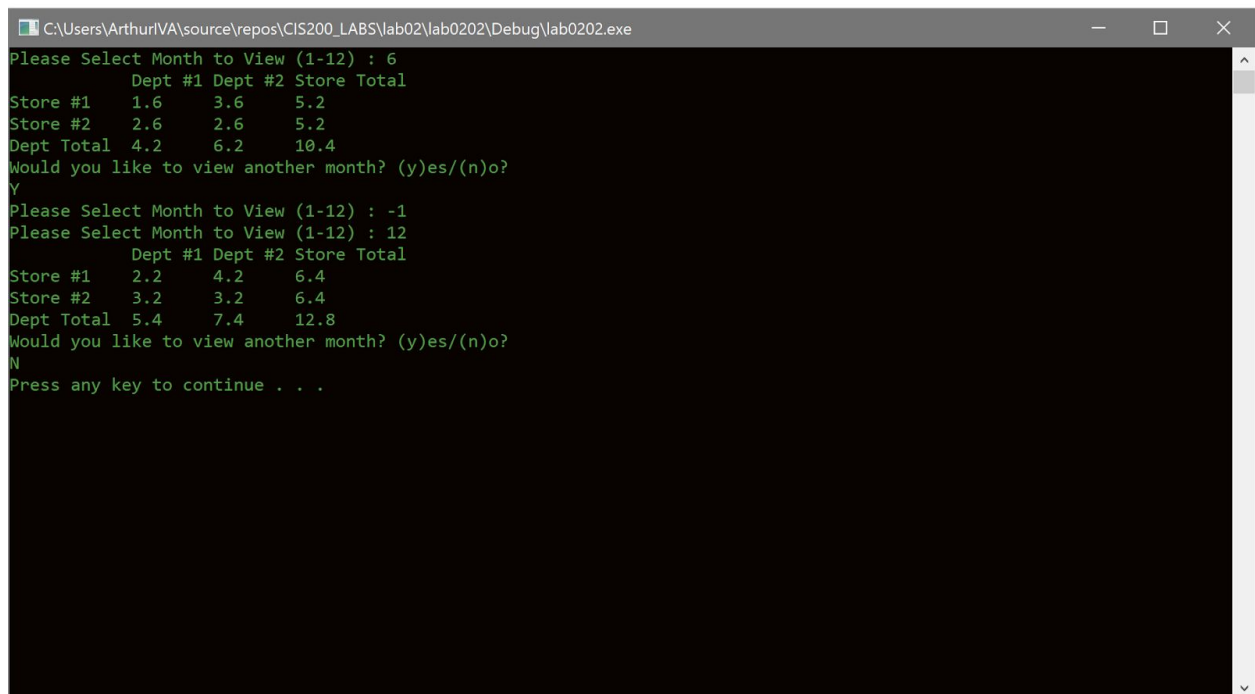 C:\Users\ArthurIVA\source\repos\CIS200_LABS\lab02\lab0202\Debug\lab0202.exe
Please Select Month to View (1-12) : 6
Dept #1 Dept #2 Store Total
Store #1 1.6 3.6 5.2
Store #2 2.6 2.6 5.2
Dept Total 4.2 6.2 10.4
Would you like to view another month? (y)es/(n)o?
Y
Please Select Month to View (1-12) : -1
Please Select Month to View (1-12) : 12
Dept #1 Dept #2 Store Total
Store #1 2.2 4.2 6.4
Store #2 3.2 3.2 6.4
Dept Total 5.4 7.4 12.8
Would you like to view another month? (y)es/(n)o?
N
Press any key to continue . . .